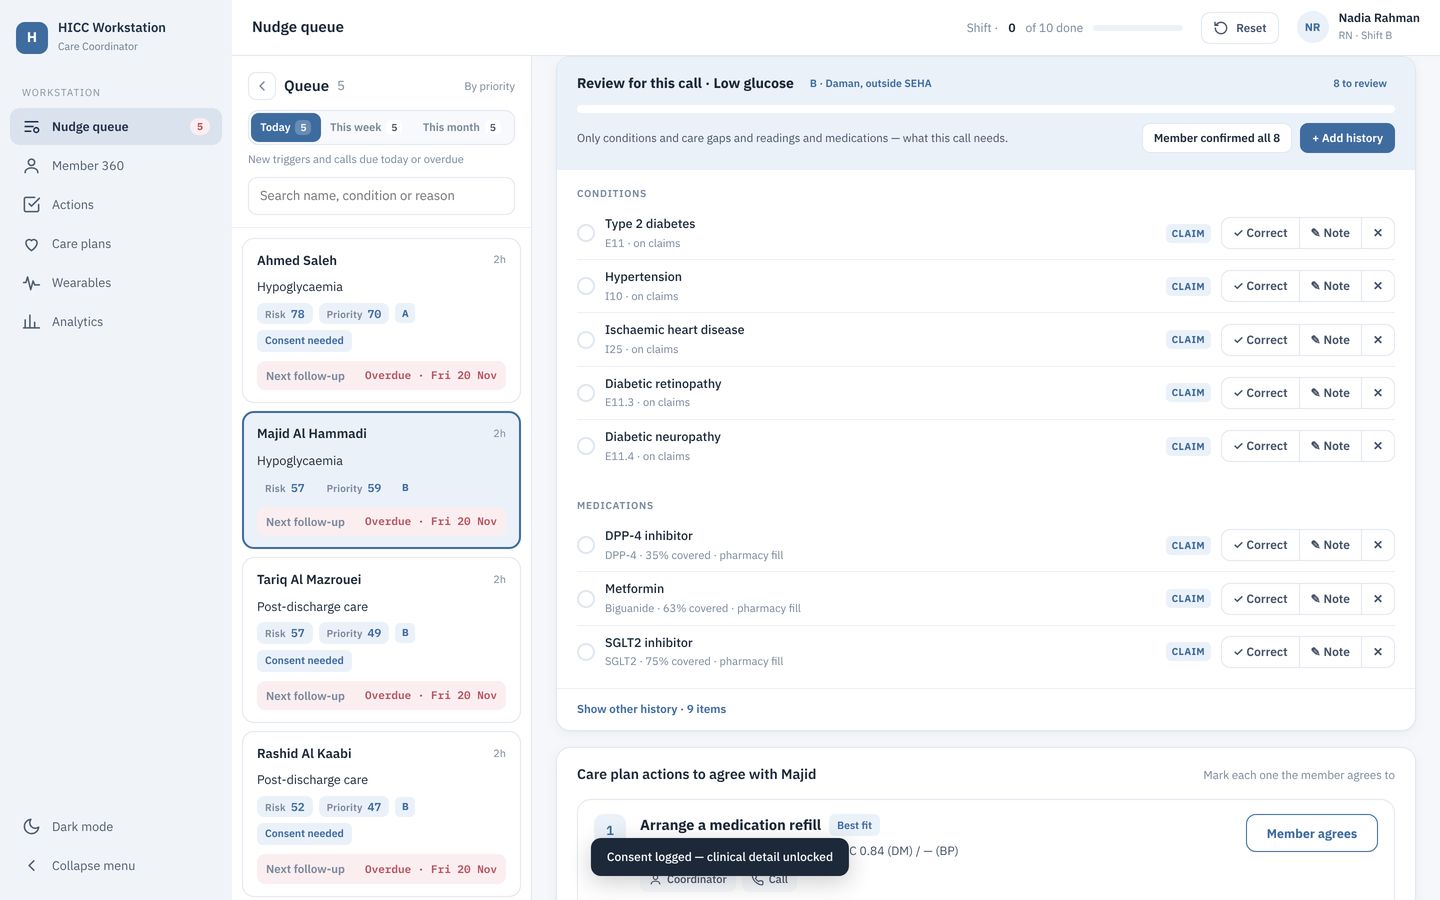 H
HICC Workstation
Care Coordinator
WORKSTATION
Nudge queue 5
Member 360
Actions
Care plans
Wearables
Analytics
Dark mode
Collapse menu
Nudge queue
Shift · 0 of 10 done
Reset
NR
Nadia Rahman
RN · Shift B
Queue 5
By priority
Today 5 This week 5 This month 5
New triggers and calls due today or overdue
Search name, condition or reason
Ahmed Saleh 2h
Hypoglycaemia
Risk 78 Priority 70 A
Consent needed
Next follow-up Overdue · Fri 20 Nov
Majid Al Hammadi 2h
Hypoglycaemia
Risk 57 Priority 59 B
Next follow-up Overdue · Fri 20 Nov
Tariq Al Mazrouei 2h
Post-discharge care
Risk 57 Priority 49 B
Consent needed
Next follow-up Overdue · Fri 20 Nov
Rashid Al Kaabi 2h
Post-discharge care
Risk 52 Priority 47 B
Consent needed
Next follow-up Overdue · Fri 20 Nov
Review for this call · Low glucose B · Daman, outside SEHA 8 to review
Only conditions and care gaps and readings and medications — what this call needs.
Member confirmed all 8
+ Add history
CONDITIONS
Type 2 diabetes
E11 · on claims
CLAIM ✓ Correct ✎ Note ✕
Hypertension
I10 · on claims
CLAIM ✓ Correct ✎ Note ✕
Ischaemic heart disease
I25 · on claims
CLAIM ✓ Correct ✎ Note ✕
Diabetic retinopathy
E11.3 · on claims
CLAIM ✓ Correct ✎ Note ✕
Diabetic neuropathy
E11.4 · on claims
CLAIM ✓ Correct ✎ Note ✕
MEDICATIONS
DPP-4 inhibitor
DPP-4 · 35% covered · pharmacy fill
CLAIM ✓ Correct ✎ Note ✕
Metformin
Biguanide · 63% covered · pharmacy fill
CLAIM ✓ Correct ✎ Note ✕
SGLT2 inhibitor
SGLT2 · 75% covered · pharmacy fill
CLAIM ✓ Correct ✎ Note ✕
Show other history · 9 items
Care plan actions to agree with Majid
Mark each one the member agrees to
1
Arrange a medication refill Best fit
Member agrees
C 0.84 (DM) / — (BP)
Consent logged — clinical detail unlocked
Coordinator Call